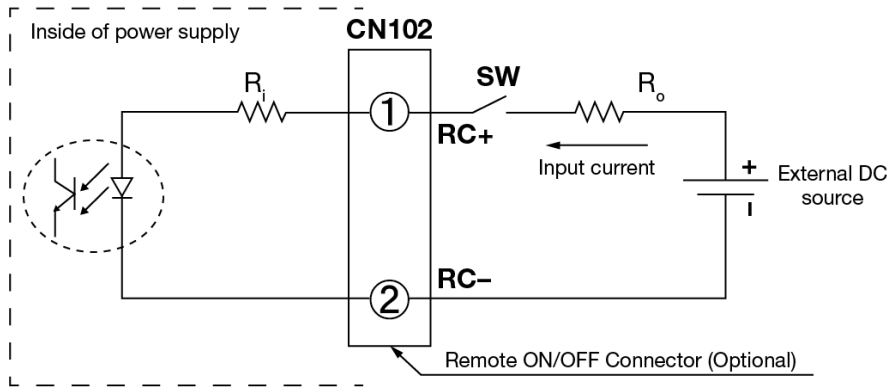 Inside of power supply
CN102
Ri
1
SW
Ro
RC+
Input current
+
External DC
source
−
RC−
2
Remote ON/OFF Connector (Optional)